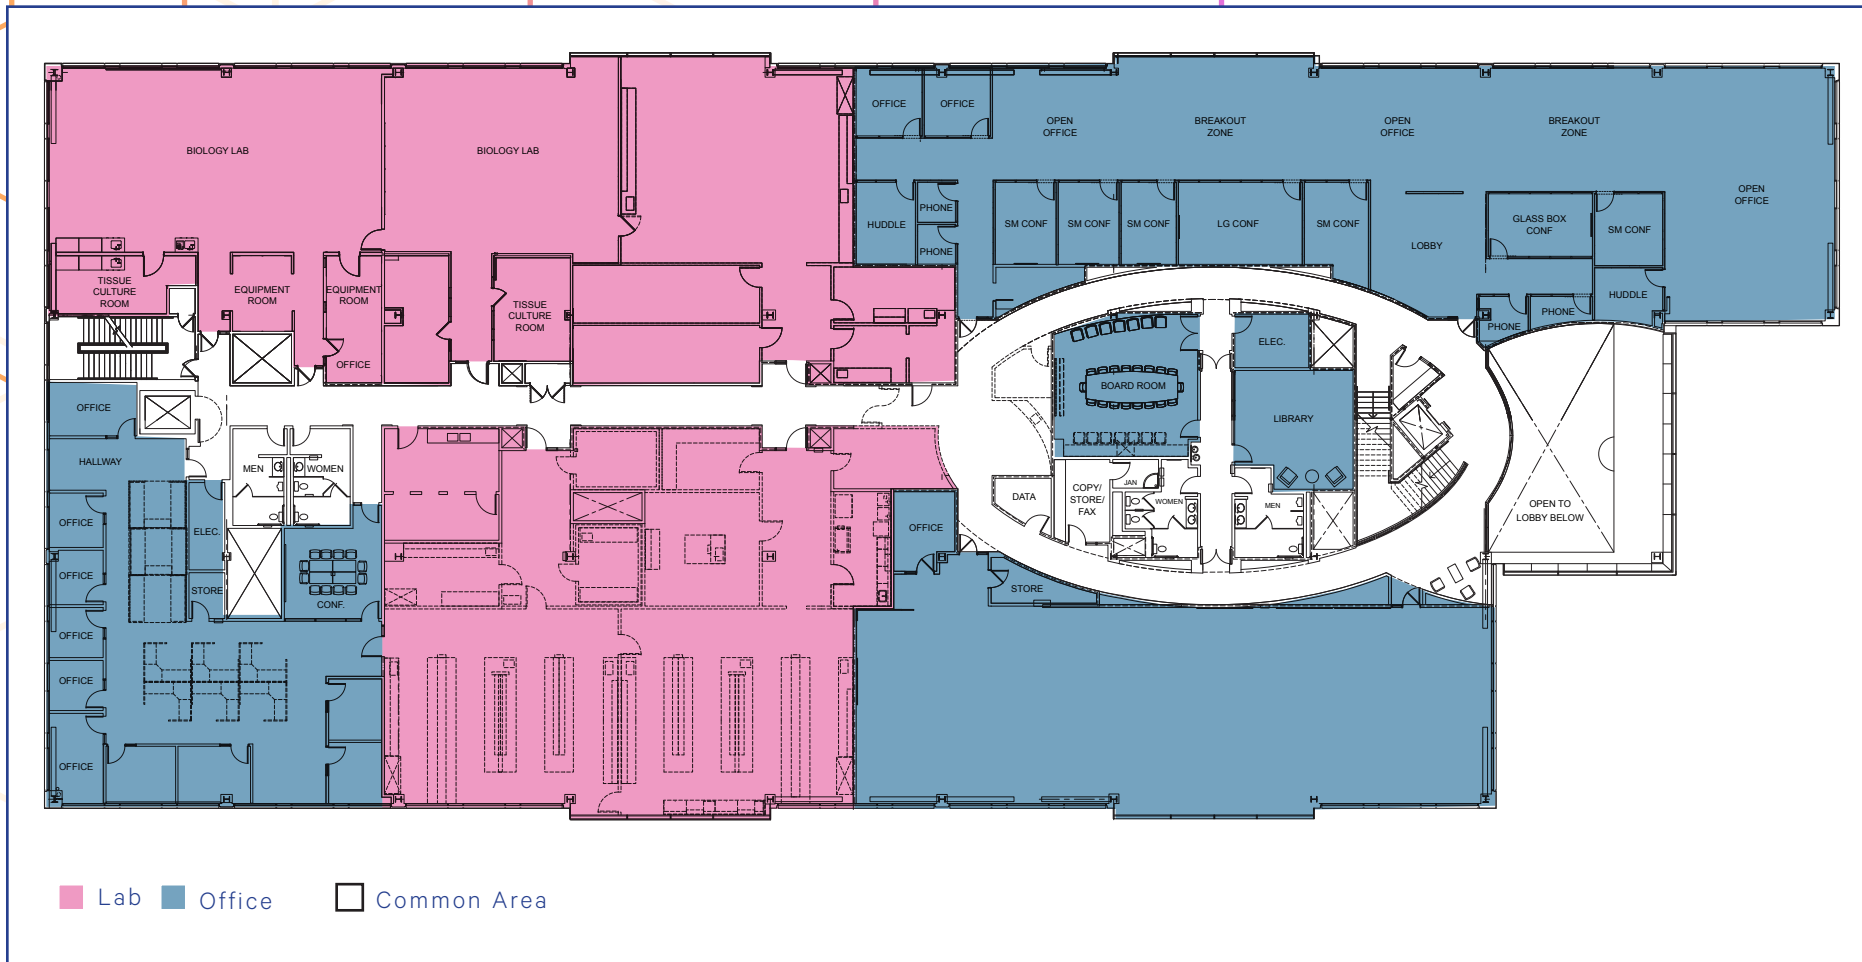 OFFICE
OFFICE
OPEN
OFFICE
BREAKOUT
ZONE
OPEN
OFFICE
BREAKOUT
ZONE
BIOLOGY LAB
BIOLOGY LAB
OPEN
OFFICE
HUDDLE
PHONE
PHONE
SM CONF
SM CONF
SM CONF
LG CONF
SM CONF
LOBBY
GLASS BOX
CONF
SM CONF
HUDDLE
PHONE
PHONE
TISSUE
CULTURE
ROOM
EQUIPMENT
ROOM
EQUIPMENT
ROOM
OFFICE
TISSUE
CULTURE
ROOM
ELEC.
BOARD ROOM
LIBRARY
OFFICE
HALLWAY
MEN
WOMEN
OFFICE
ELEC.
OFFICE
STORE
CONF.
OFFICE
OFFICE
OFFICE
OFFICE
DATA
COPY/
STORE/
FAX
JAN
WOMEN
MEN
OPEN TO
LOBBY BELOW
STORE
Lab
Office
Common Area